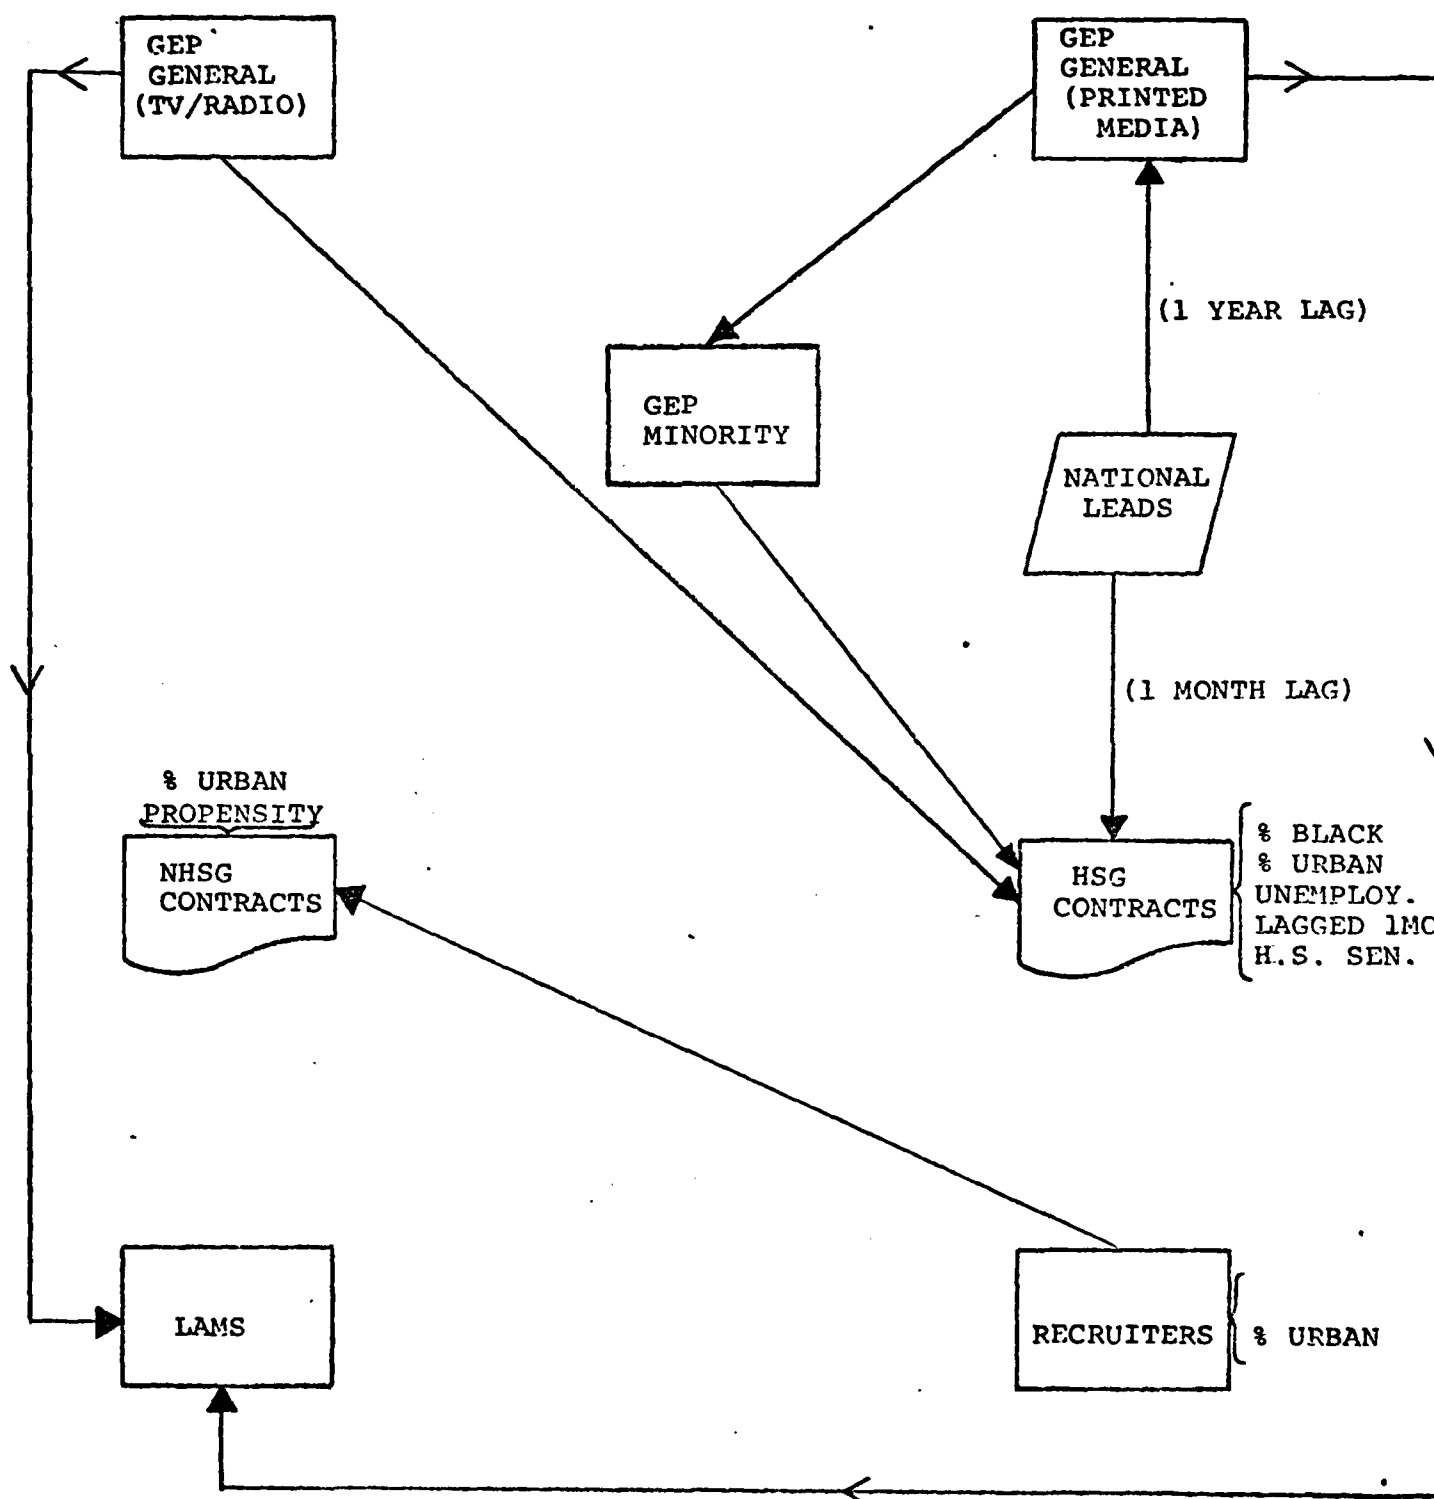 GEP
GENERAL
(TV/RADIO)
GEP
GENERAL
(PRINTED
MEDIA)
(1 YEAR LAG)
GEP
MINORITY
NATIONAL
LEADS
(1 MONTH LAG)
% URBAN
PROPENSITY
NHSG
CONTRACTS
HSG
CONTRACTS
% BLACK
% URBAN
UNEMPLOY.
LAGGED 1MO
H.S. SEN.
LAMS
RECRUITERS
% URBAN